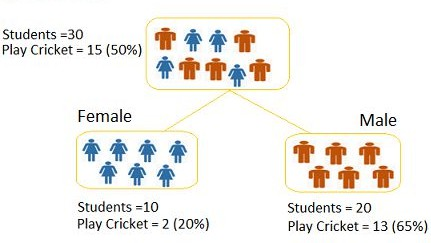 Students =30
Play Cricket = 15 (50%)
Female
Male
Students =10
Play Cricket = 2 (20%)
Students = 20
Play Cricket = 13 (65%)